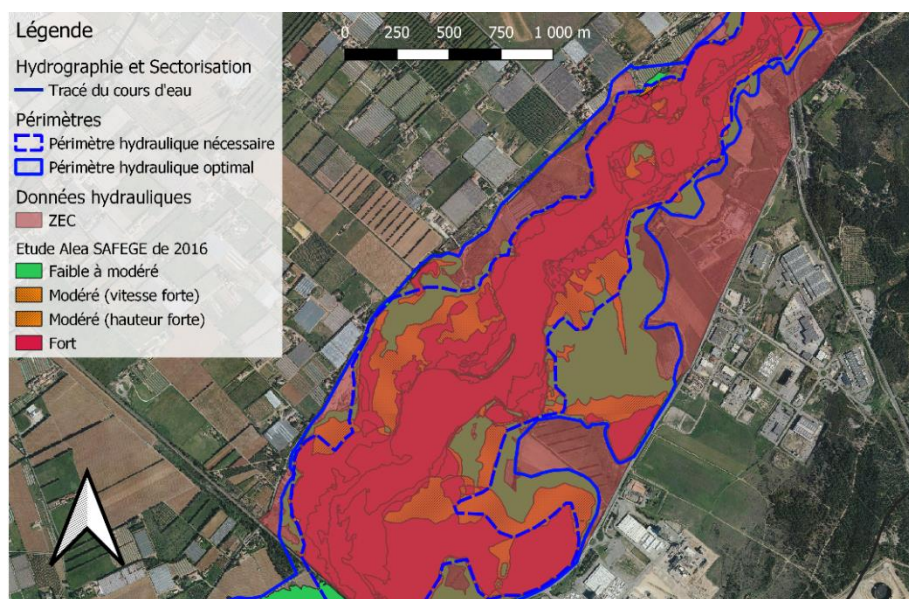 Légende
0 250 500 750 1 000 m
Hydrographie et Sectorisation
Tracé du cours d'eau
Périmètres
Périmètre hydraulique nécessaire
Périmètre hydraulique optimal
Données hydrauliques
ZEC
Etude Alea SAFEGE de 2016
Faible à modéré
Modéré (vitesse forte)
Modéré (hauteur forte)
Fort